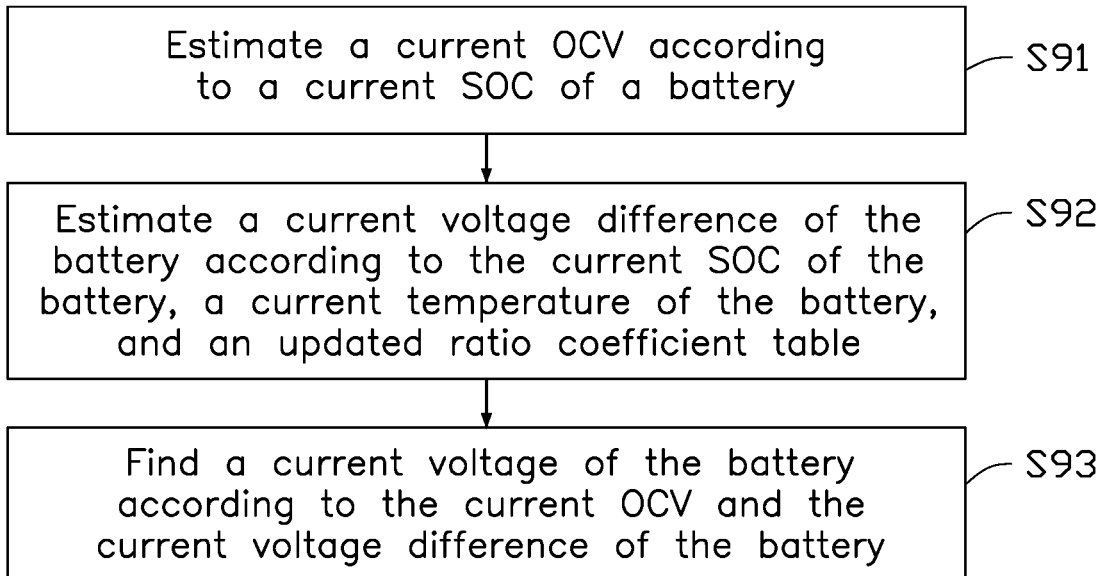 Estimate a current OCV according
to a current SOC of a battery
S91
Estimate a current voltage difference of the
battery according to the current SOC of the
battery, a current temperature of the battery,
and an updated ratio coefficient table
S92
Find a current voltage of the battery
according to the current OCV and the
current voltage difference of the battery
S93